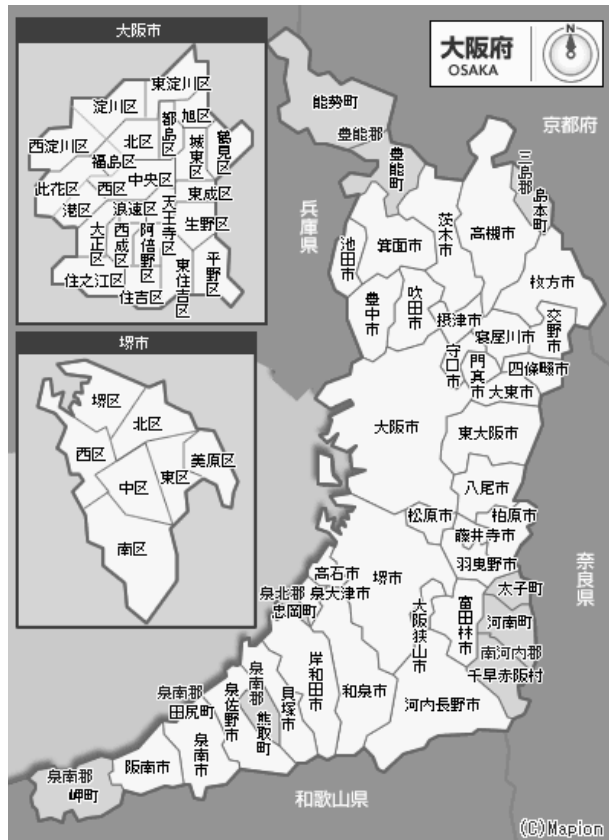 大阪市
東淀川区
淀川区
旭区
都島区
鶴見区
西淀川区
北区
城東区
福島区
此花区
西区
中央区
東成区
港区
浪速区
天王寺区
生野区
大正区
西成区
阿倍野区
平野区
住之江区
東住吉区
住吉区
堺市
堺区
北区
西区
美原区
中区
東区
南区
大阪府
OSAKA
N
能勢町
豊能郡
豊能町
京都府
三島郡
島本町
兵庫県
茨木市
高槻市
池田市
箕面市
枚方市
豊中市
吹田市
摂津市
交野市
寝屋川市
守口市
門真市
四條畷市
大東市
大阪市
東大阪市
八尾市
松原市
柏原市
藤井寺市
羽曳野市
奈良県
高石市
堺市
太子町
泉北郡
忠岡町
泉大津市
大阪狭山市
富田林市
河南町
南河内郡
千早赤阪村
泉南郡
田尻町
泉佐野市
泉南郡
熊取町
貝塚市
岸和田市
和泉市
河内長野市
泉南郡
岬町
阪南市
泉南市
和歌山県
(C)Mapion